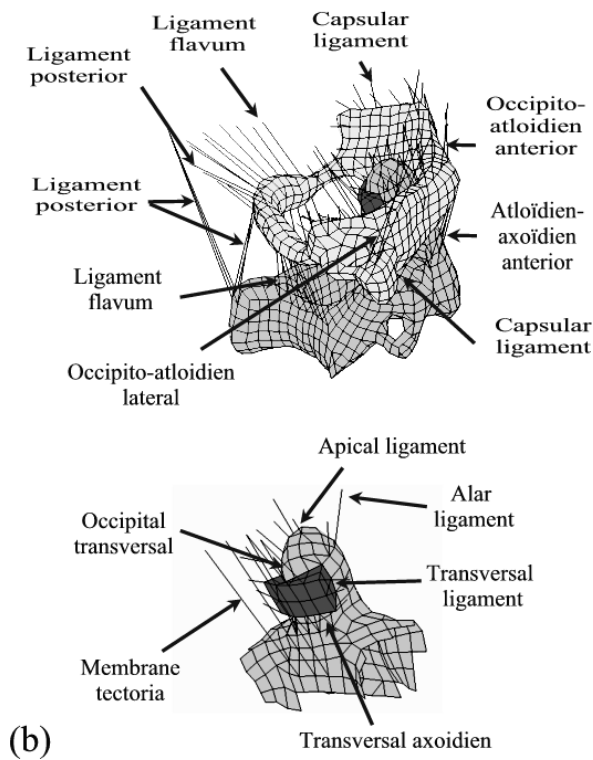 Ligament
flavum
Capsular
ligament
Ligament
posterior
Occipito-
atloidien
anterior
Ligament
posterior
Atloïdien-
axoïdien
anterior
Ligament
flavum
Capsular
ligament
Occipito-atloidien
lateral
Apical ligament
Alar
ligament
Occipital
transversal
Transversal
ligament
Membrane
tectoria
Transversal axoidien
(b)